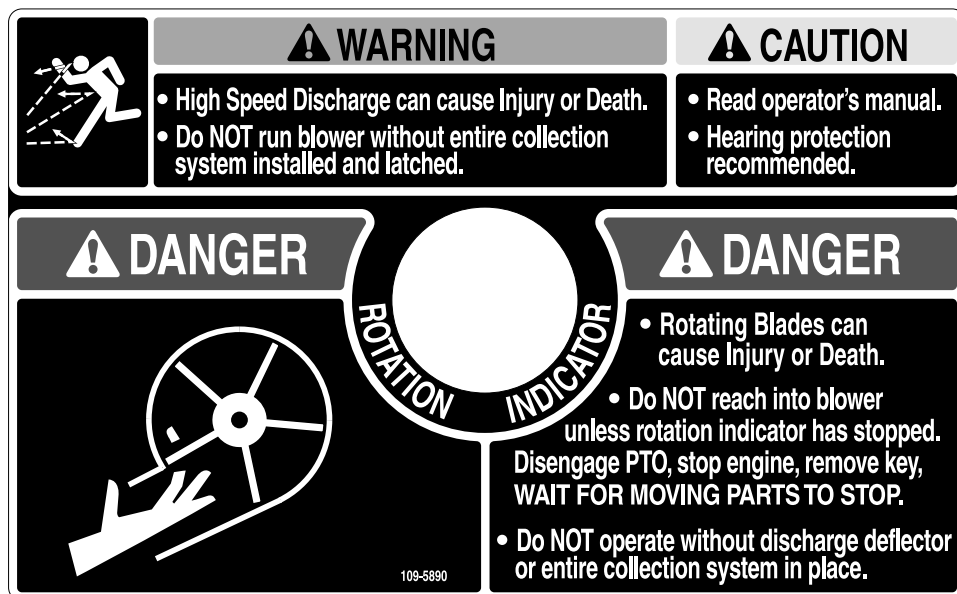 WARNING
• High Speed Discharge can cause Injury or Death.
• Do NOT run blower without entire collection
system installed and latched.
CAUTION
• Read operator's manual.
• Hearing protection
recommended.
DANGER
ROTATION INDICATOR
DANGER
• Rotating Blades can
cause Injury or Death.
• Do NOT reach into blower
unless rotation indicator has stopped.
Disengage PTO, stop engine, remove key,
WAIT FOR MOVING PARTS TO STOP.
• Do NOT operate without discharge deflector
or entire collection system in place.
109-5890